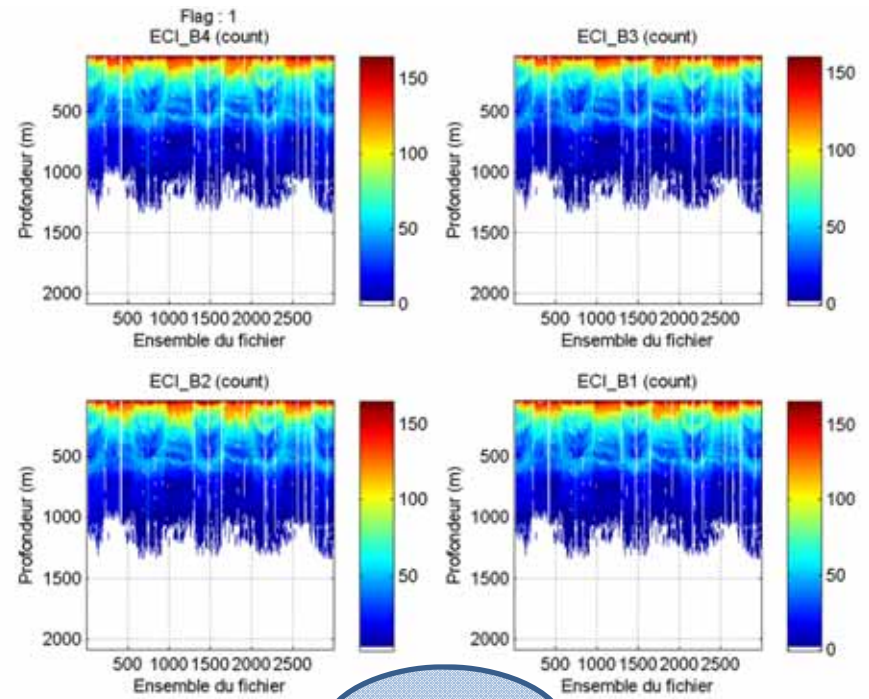 Flag : 1
ECI_B4 (count)
Profondeur (m)
500
1000
1500
2000
500 1000 1500 2000 2500
Ensemble du fichier
150
100
50
0
ECI_B3 (count)
Profondeur (m)
500
1000
1500
2000
500 1000 1500 2000 2500
Ensemble du fichier
150
100
50
0
ECI_B2 (count)
Profondeur (m)
500
1000
1500
2000
500 1000 1500 2000 2500
Ensemble du fichier
150
100
50
ECI_B1 (count)
Profondeur (m)
500
1000
1500
2000
500 1000 1500 2000 2500
Ensemble du fichier
150
100
50
0